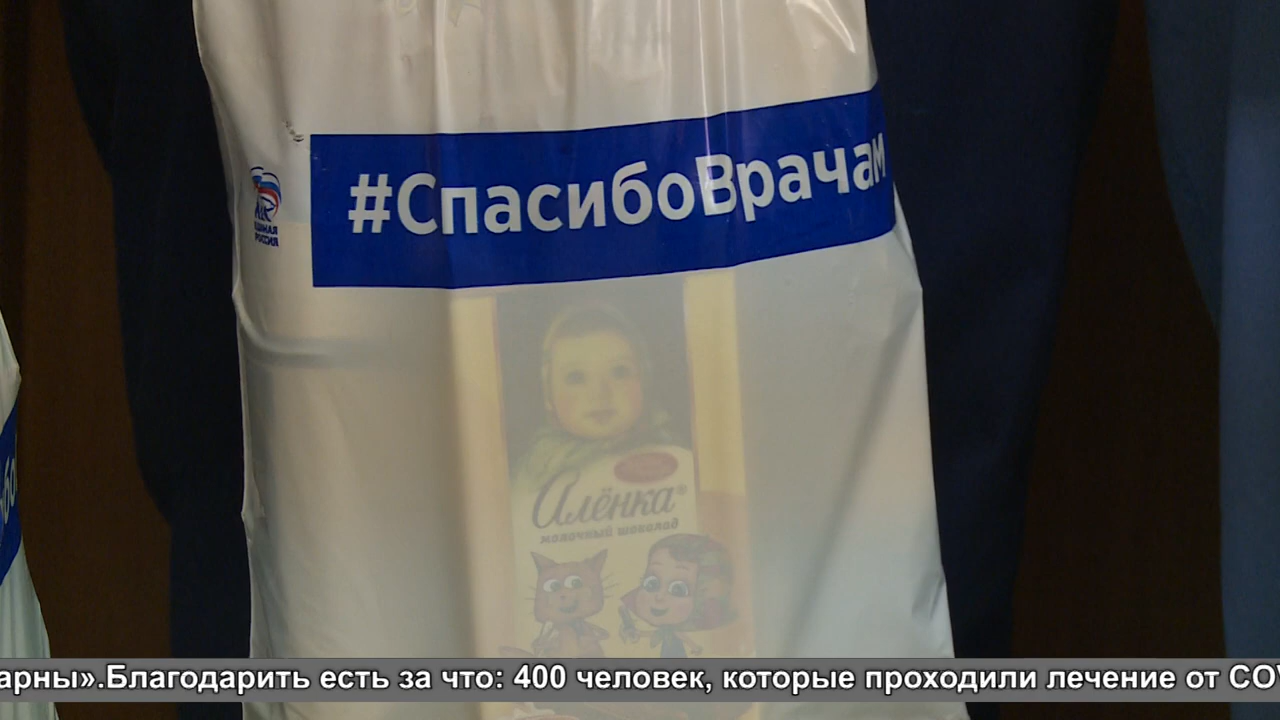 #СпасибоВрачам
ЕДИНАЯ
РОССИЯ
Алёнка®
молочный шоколад
арны».Благодарить есть за что: 400 человек, которые проходили лечение от COV